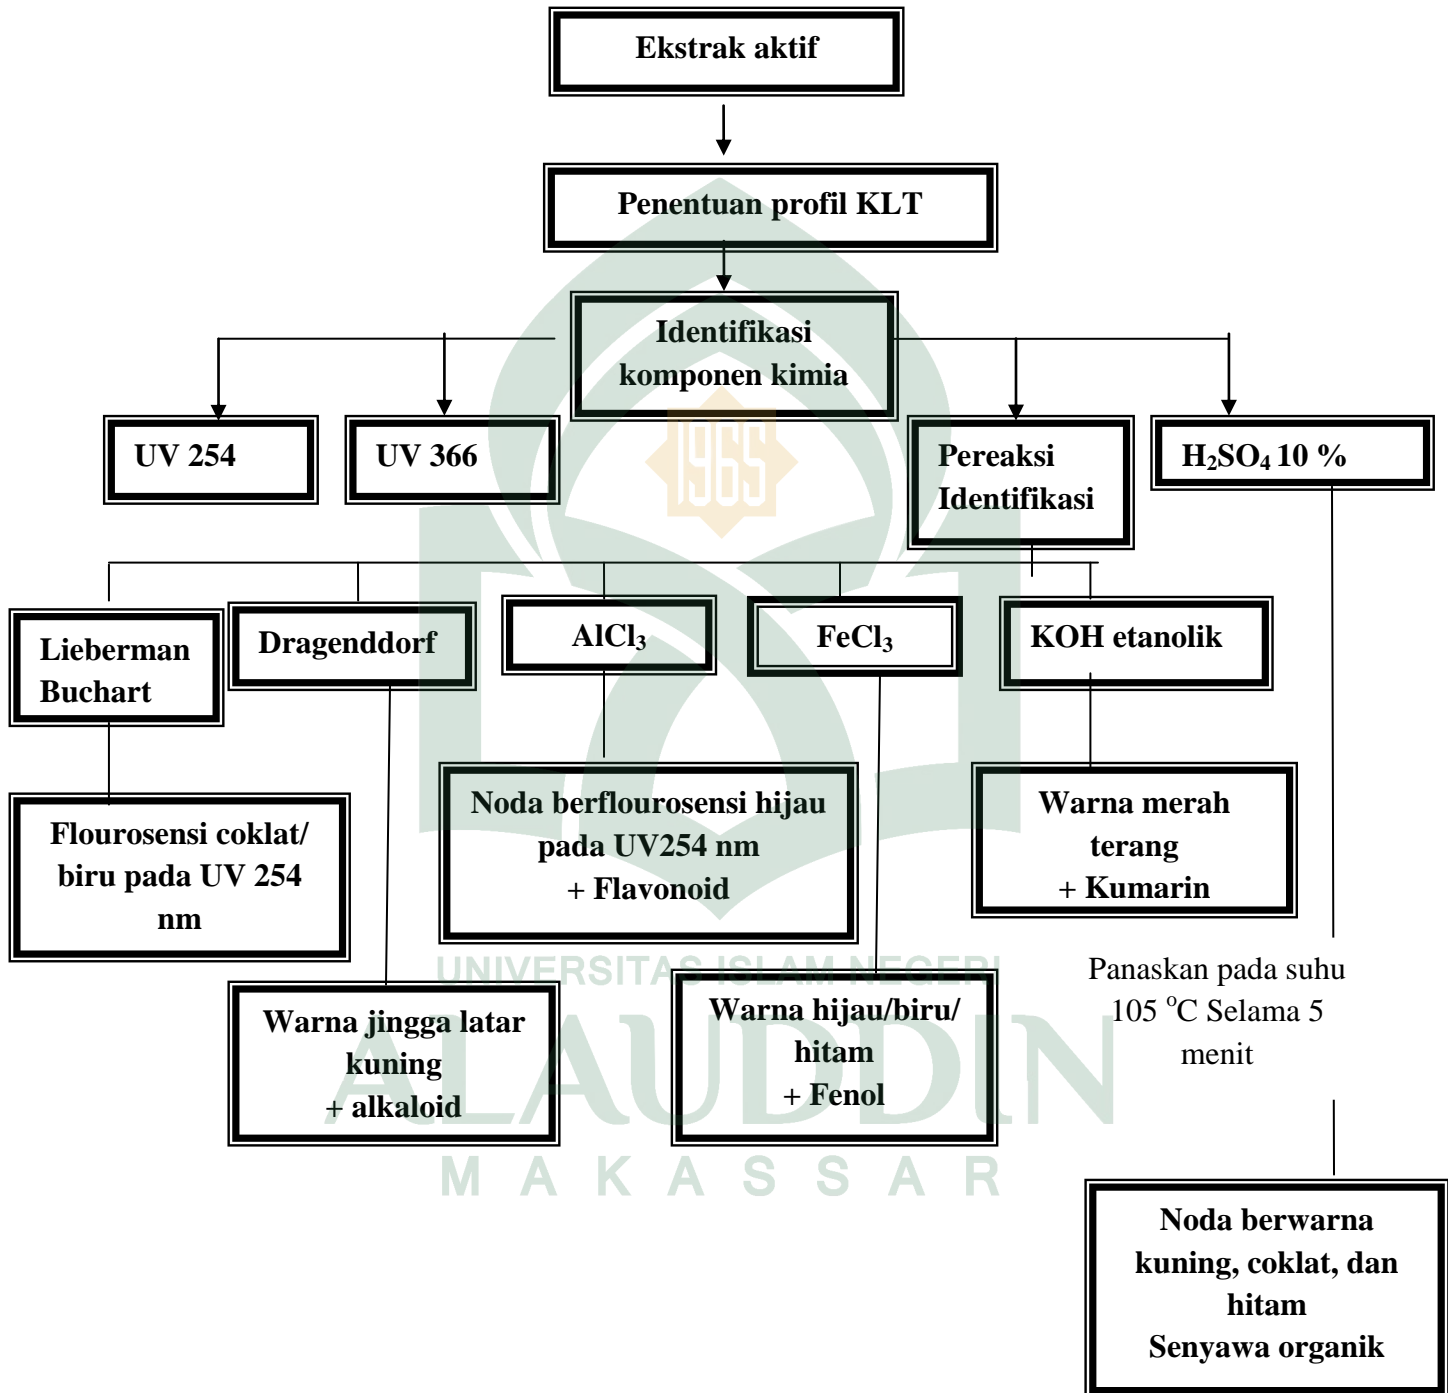 Ekstrak aktif
Penentuan profil KLT
Identifikasi
komponen kimia
UV 254
UV 366
Pereaksi
Identifikasi
H₂SO₄ 10 %
1965
Lieberman
Buchart
Dragenddorf
AlCl₃
FeCl₃
KOH etanolik
Flourosensi coklat/
biru pada UV 254
nm
Noda berflourosensi hijau
pada UV254 nm
+ Flavonoid
Warna merah
terang
+ Kumarin
UNIVERSITAS ISLAM NEGERI
Warna jingga latar
kuning
+ alkaloid
Warna hijau/biru/
hitam
+ Fenol
Panaskan pada suhu
105 °C Selama 5
menit
ALAUDDIN
MAKASSAR
Noda berwarna
kuning, coklat, dan
hitam
Senyawa organik